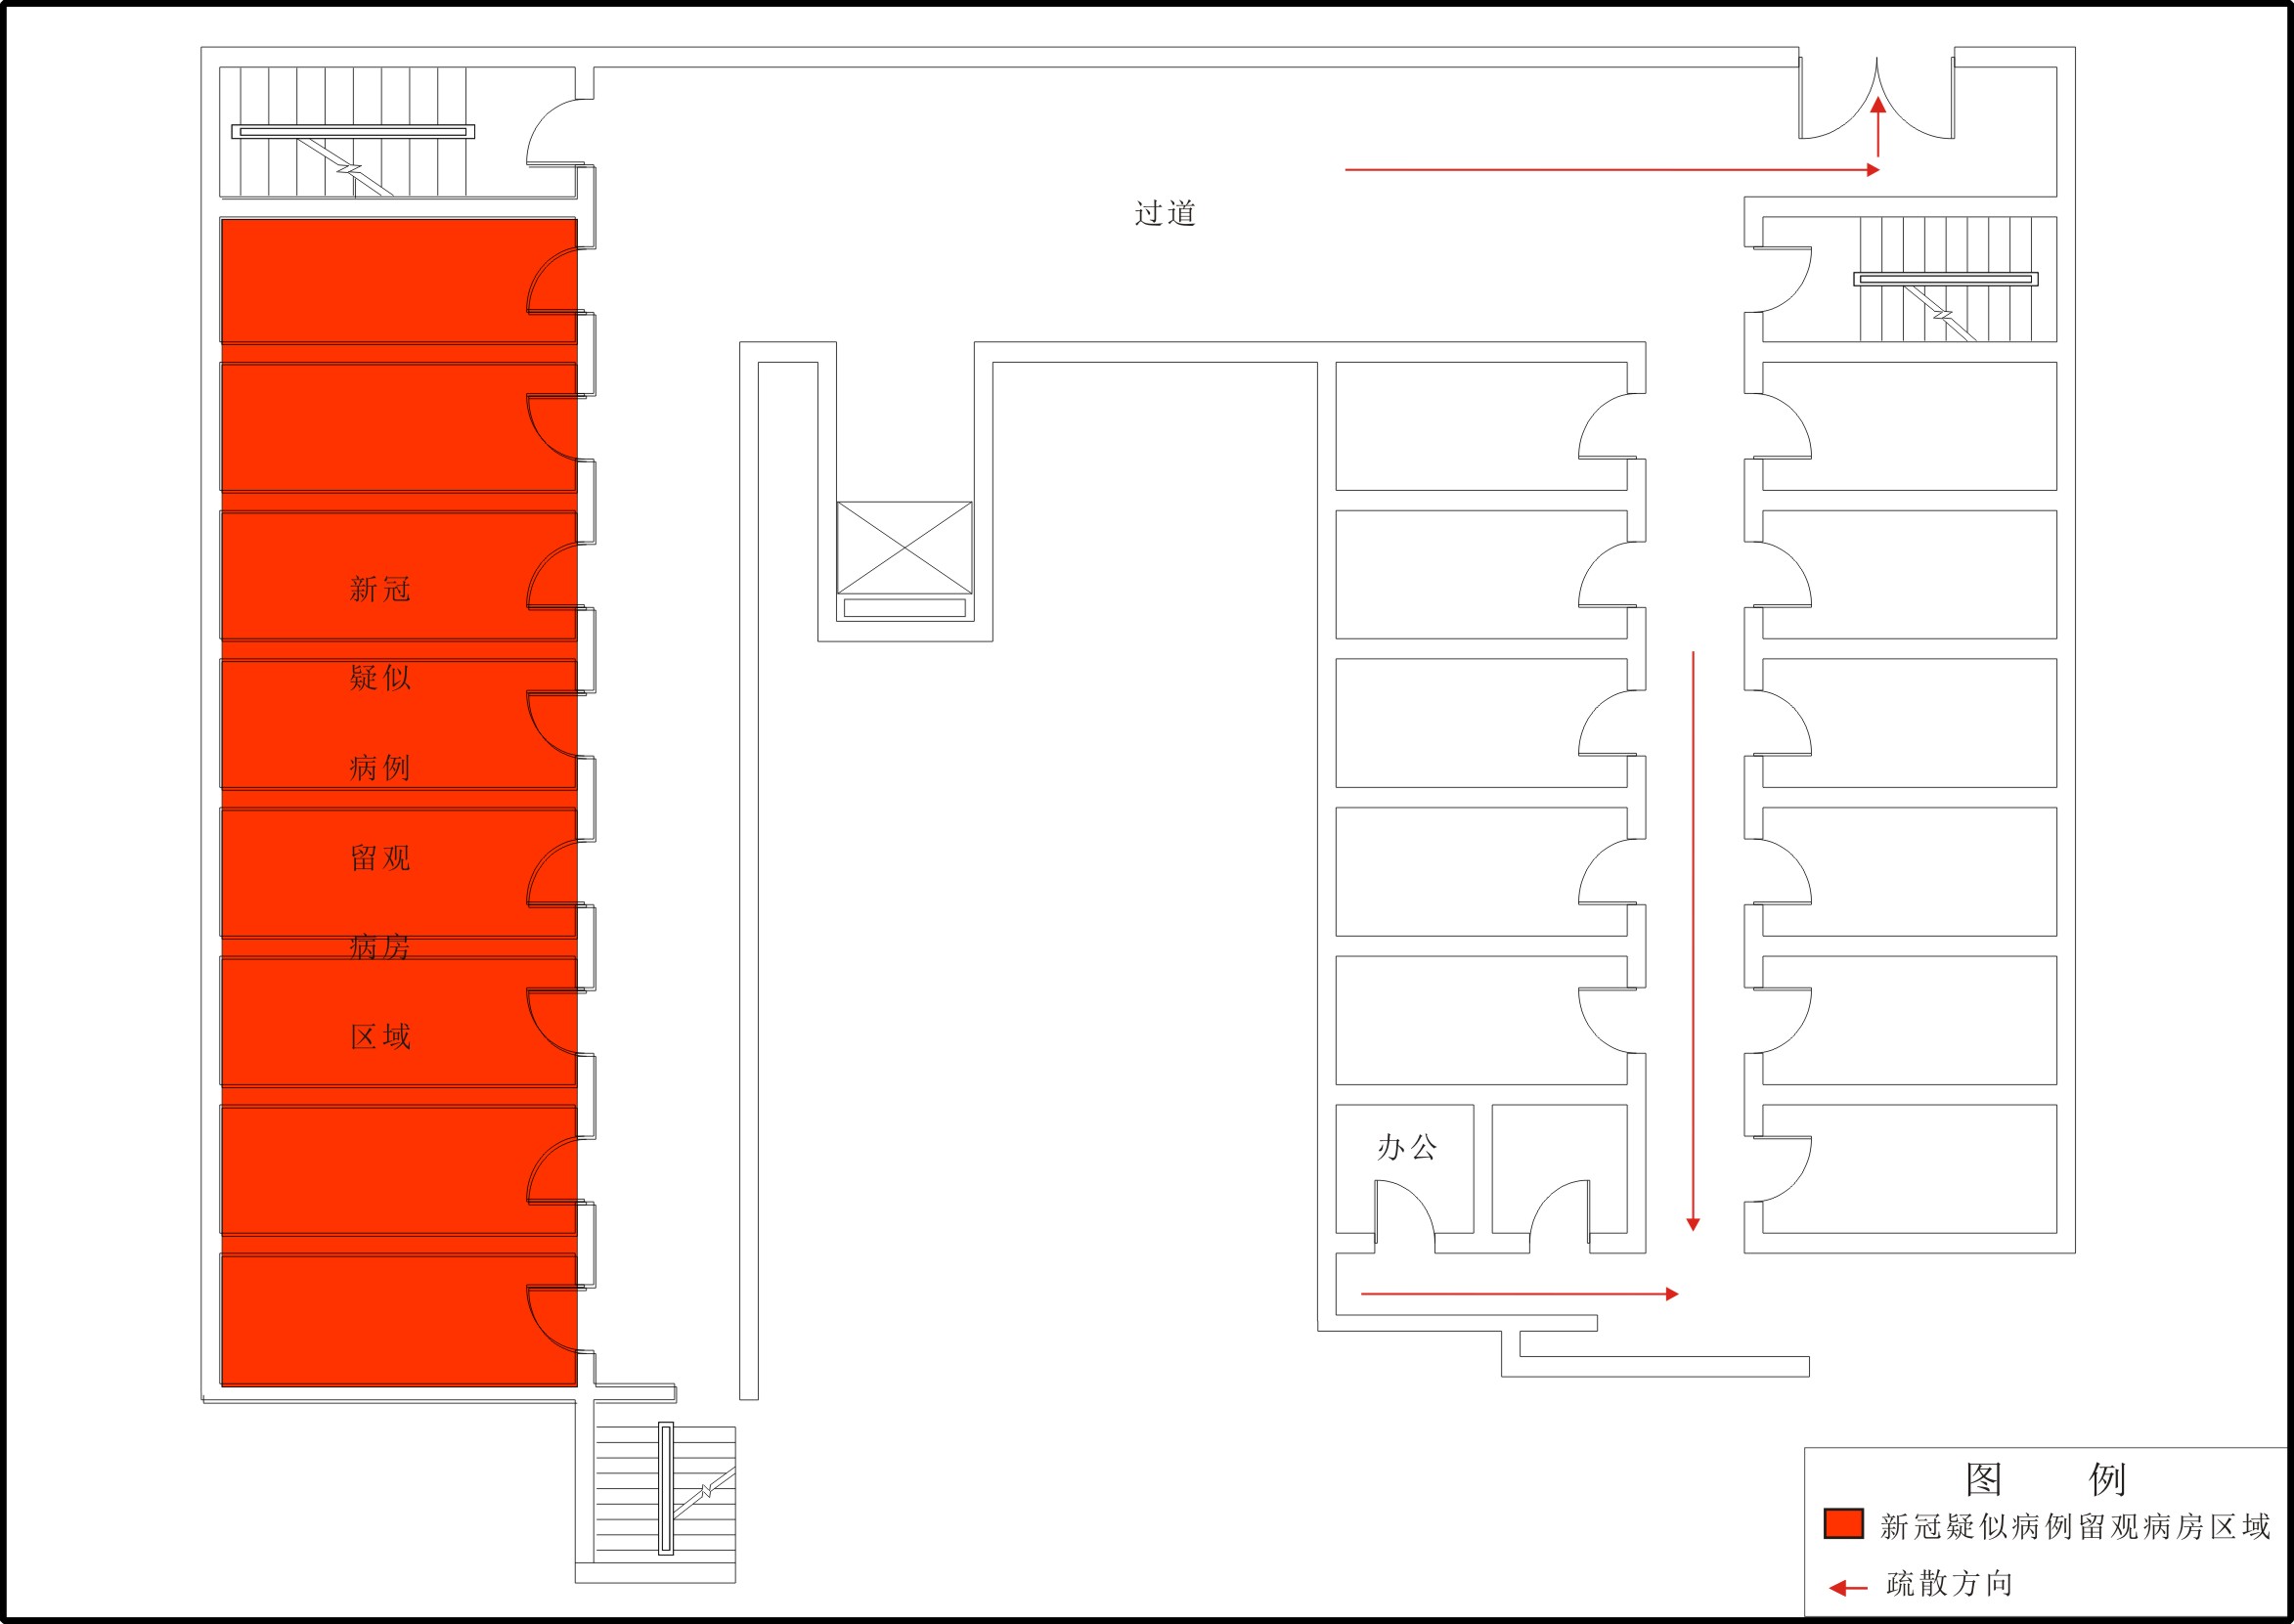 过道
新冠
疑似
病例
留观
病房
区域
办公
图 例
新冠疑似病例留观病房区域
疏散方向